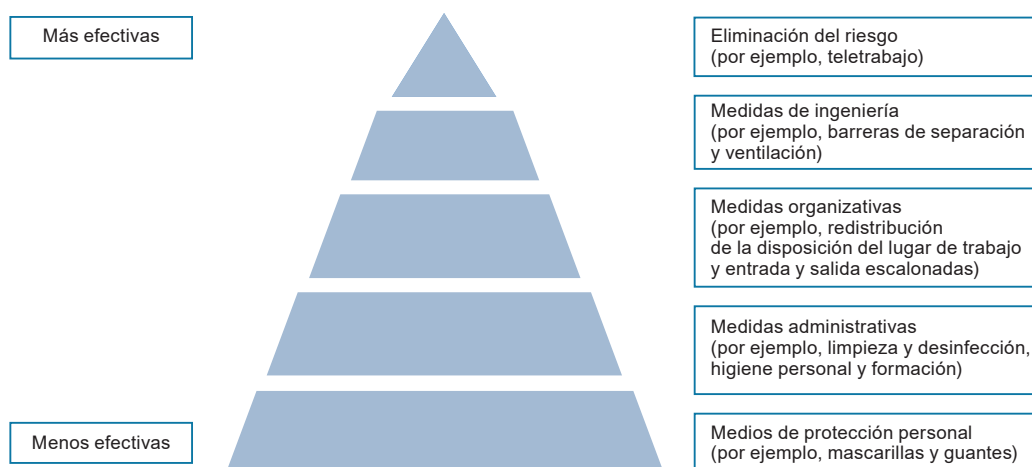 Más efectivas
Eliminación del riesgo
(por ejemplo, teletrabajo)
Medidas de ingeniería
(por ejemplo, barreras de separación
y ventilación)
Medidas organizativas
(por ejemplo, redistribución
de la disposición del lugar de trabajo
y entrada y salida escalonadas)
Medidas administrativas
(por ejemplo, limpieza y desinfección,
higiene personal y formación)
Menos efectivas
Medios de protección personal
(por ejemplo, mascarillas y guantes)